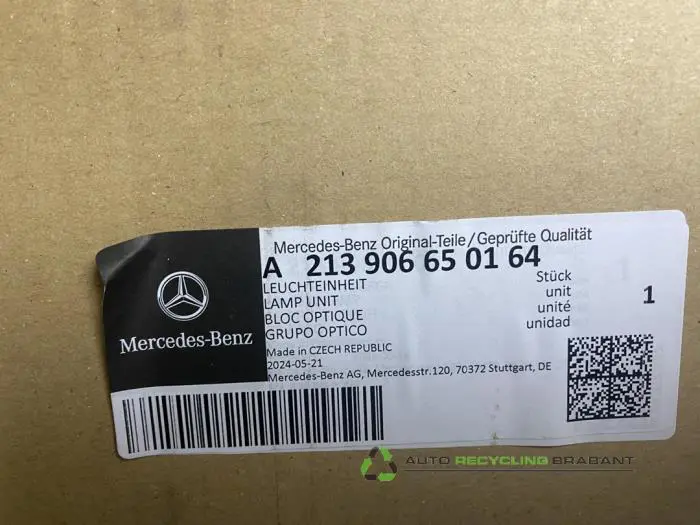 Mercedes-Benz Original-Teile/Geprüfte Qualität
A 213 906 65 01 64
LEUCHTEINHEIT
LAMP UNIT
BLOC OPTIQUE
GRUPO OPTICO
Stück
unit
unité
unidad
1
Made in CZECH REPUBLIC
2024-05-21
Mercedes-Benz AG, Mercedesstr.120, 70372 Stuttgart, DE
Mercedes-Benz
AUTO RECYCLING BRABANT